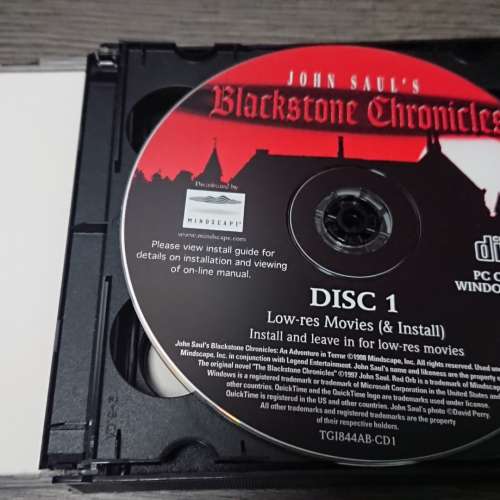 JOHN SAUL'S
Blackstone Chronicles
Distributed by
MINDSCAPE
www.mindscape.com
Please view install guide for
details on installation and viewing
of on-line manual.
PC
WINDOW
DISC 1
Low-res Movies (& Install)
Install and leave in for low-res movies
John Saul's Blackstone Chronicles: An Adventure in Terror ©1998 Mindscape, Inc. All rights reserved. Used un
Mindscape, Inc. in conjunction with Legend Entertainment. John Saul's name and likeness are the property
The original novel "The Blackstone Chronicles" ©1997 John Saul. Red Orb is a trademark of Mindsc
Windows is a registered trademark or trademark of Microsoft Corporation in the United States and
other countries. QuickTime and the QuickTime logo are trademarks used under license.
QuickTime is registered in the US and other countries. John Saul's photo ©David Perry.
All other trademarks and registered trademarks are the property
of their respective holders.
TGI844AB-CD1